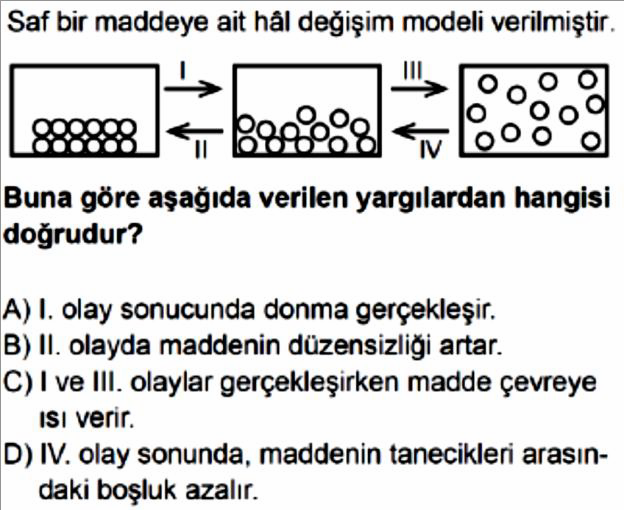 Saf bir maddeye ait hâl değişim modeli verilmiştir.
I
III
II
IV
Buna göre aşağıda verilen yargılardan hangisi
doğrudur?
A) I. olay sonucunda donma gerçekleşir.
B) II. olayda maddenin düzensizliği artar.
C) I ve III. olaylar gerçekleşirken madde çevreye
ısı verir.
D) IV. olay sonunda, maddenin tanecikleri arasın-
daki boşluk azalır.